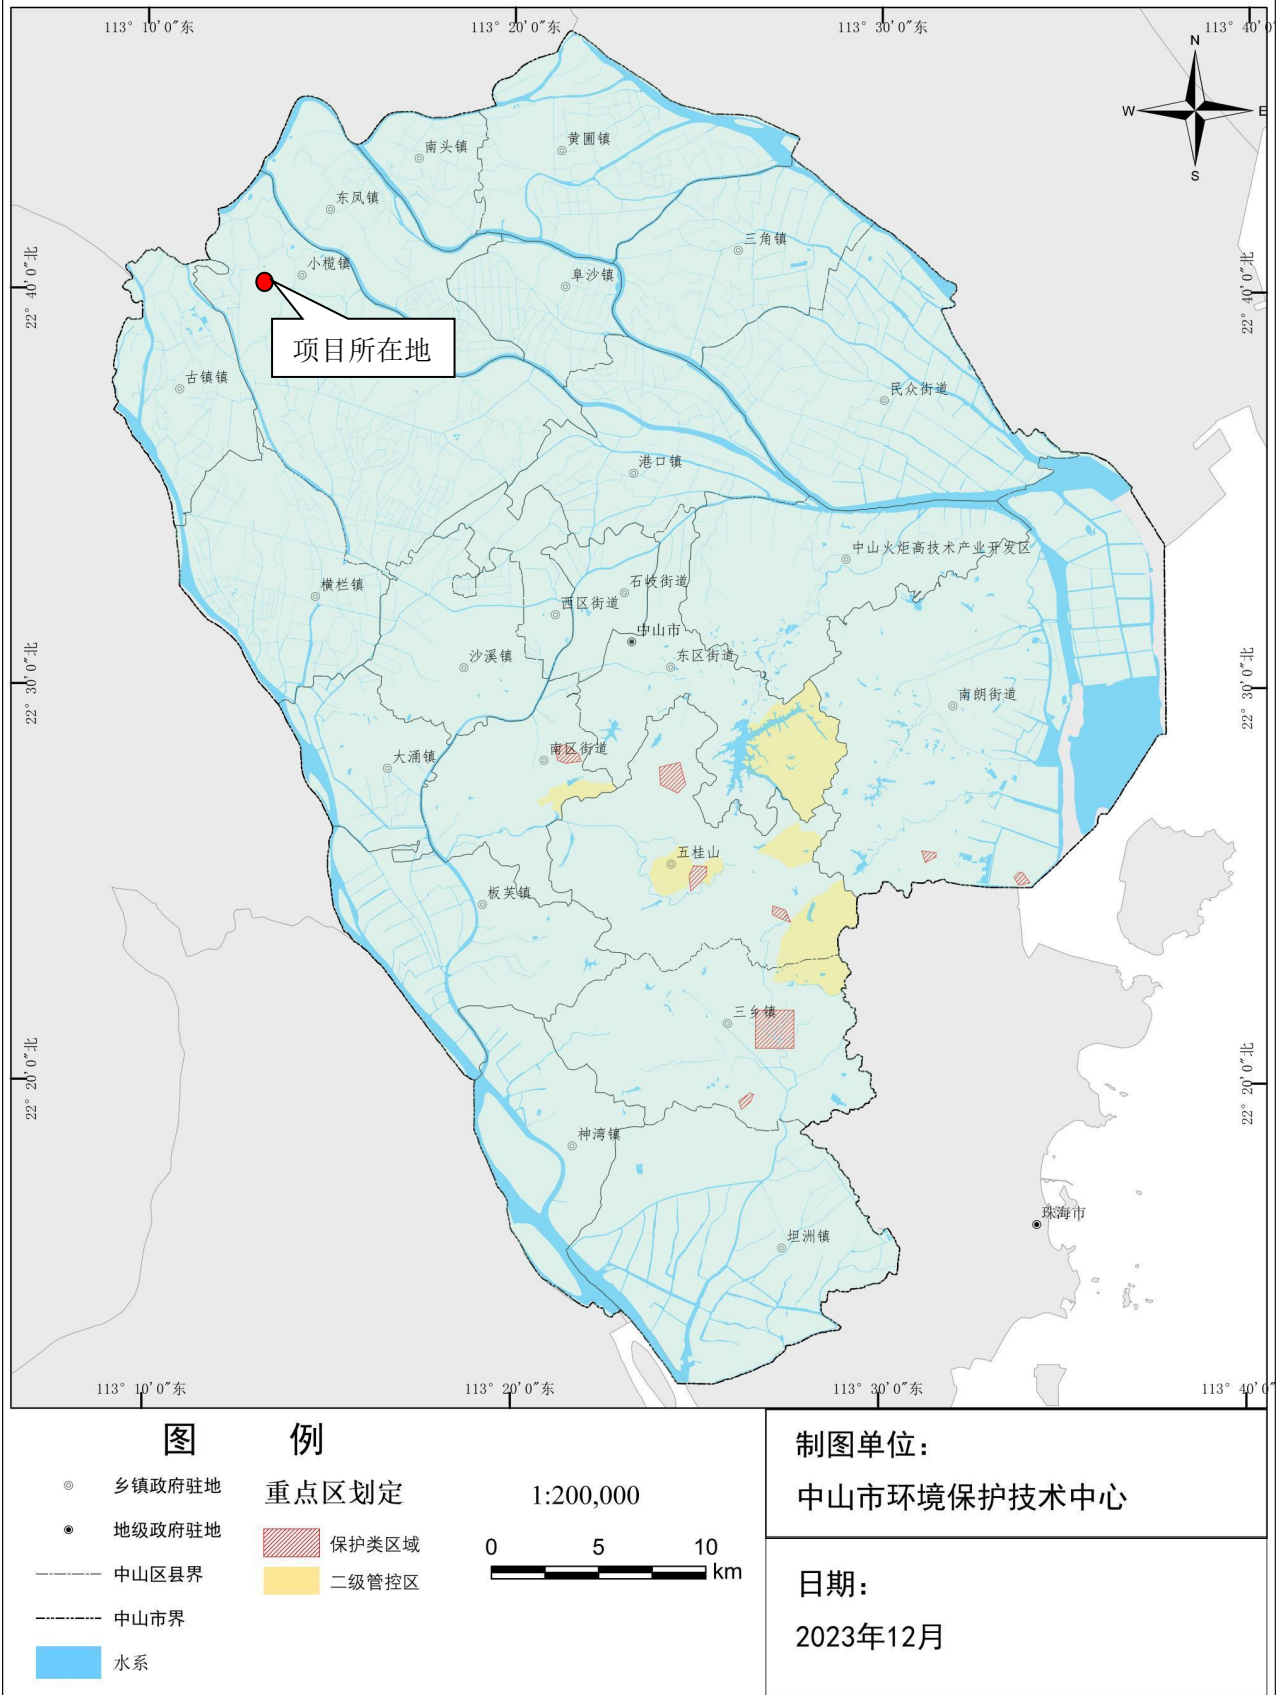 113° 10'0"东
113° 20'0"东
113° 30'0"东
113° 40'0"
N
W
E
S
南头镇
黄圃镇
东凤镇
三角镇
小榄镇
阜沙镇
22° 40'0"北
22° 40'0"北
项目所在地
古镇镇
民众街道
港口镇
中山火炬高技术产业开发区
横栏镇
石岐街道
西区街道
中山市
沙溪镇
东区街道
22° 30'0"北
22° 30'0"北
南朗街道
大涌镇
南区街道
五桂山
板芙镇
三乡镇
22° 20'0"北
22° 20'0"北
神湾镇
珠海市
坦洲镇
113° 10'0"东
113° 20'0"东
113° 30'0"东
113° 40'0"
图 例
乡镇政府驻地
地级政府驻地
中山区县界
中山市界
水系
重点区划定
保护类区域
二级管控区
1:200,000
0 5 10
km
制图单位：
中山市环境保护技术中心
日期：
2023年12月